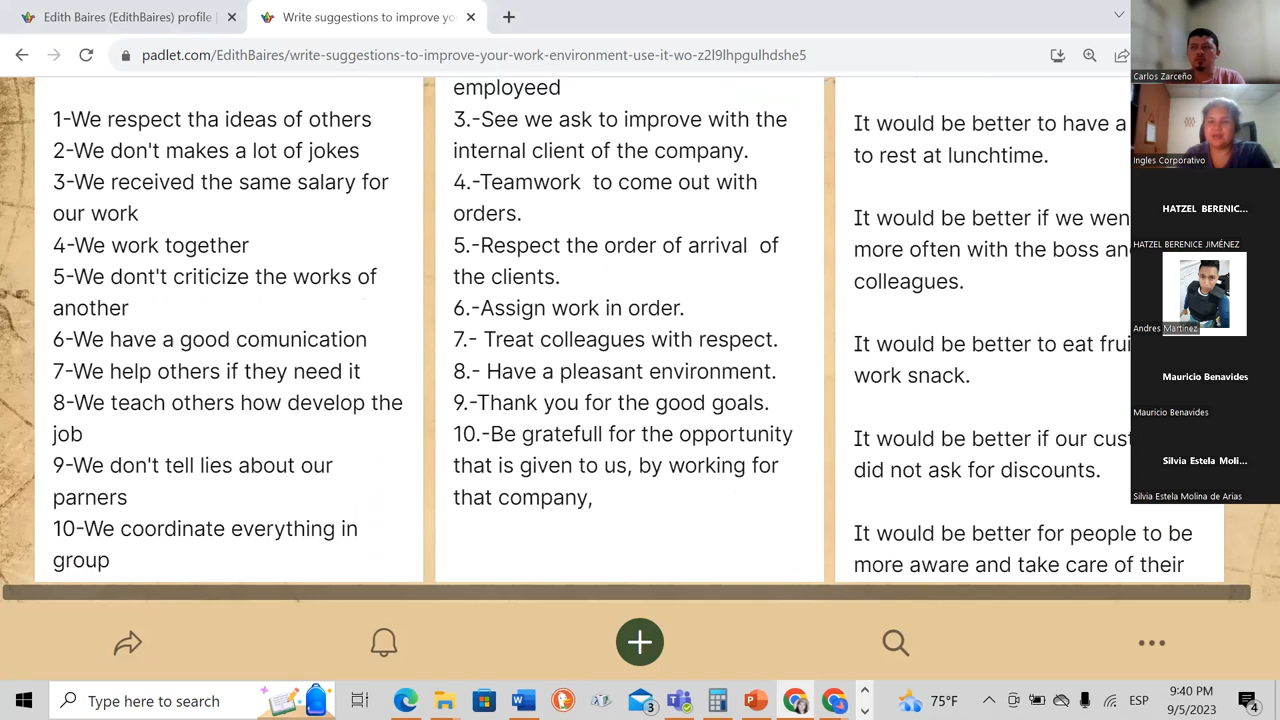 Edith Baires (EdithBaires) profile
Write suggestions to improve yo
padlet.com/EdithBaires/write-suggestions-to-improve-your-work-environment-use-it-wo-z2l9lhpgulhdshe5
1-We respect tha ideas of others
2-We don't makes a lot of jokes
3-We received the same salary for
our work
4-We work together
5-We dont't criticize the works of
another
6-We have a good comunication
7-We help others if they need it
8-We teach others how develop the
job
9-We don't tell lies about our
parners
10-We coordinate everything in
group
employeed
3.-See we ask to improve with the
internal client of the company.
4.-Teamwork to come out with
orders.
5.-Respect the order of arrival of
the clients.
6.-Assign work in order.
7.- Treat colleagues with respect.
8.- Have a pleasant environment.
9.-Thank you for the good goals.
10.-Be gratefull for the opportunity
that is given to us, by working for
that company,
It would be better to have a
to rest at lunchtime.
It would be better if we wen
more often with the boss and
colleagues.
It would be better to eat frui
work snack.
It would be better if our cust
did not ask for discounts.
It would be better for people to be
more aware and take care of their
Carlos Zarceño
Ingles Corporativo
HATZEL BERENIC...
HATZEL BERENICE JIMÉNEZ
Andres Martinez
Mauricio Benavides
Mauricio Benavides
Silvia Estela Moli...
Silvia Estela Molina de Arias
Type here to search
3
75°F
ESP
9:40 PM
9/5/2023
4